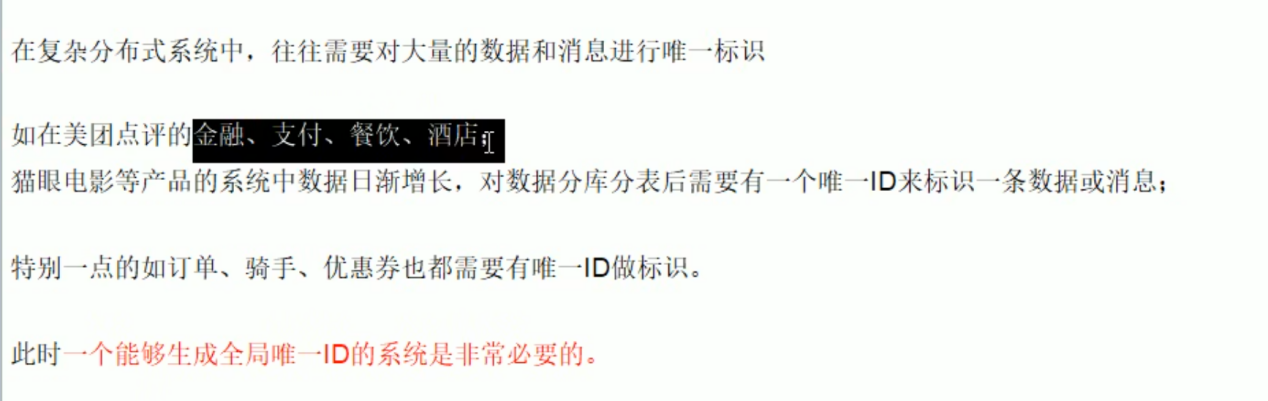 在复杂分布式系统中，往往需要对大量的数据和消息进行唯一标识
如在美团点评的金融、支付、餐饮、酒店；
猫眼电影等产品的系统中数据日渐增长，对数据分库分表后需要有一个唯一ID来标识一条数据或消息；
特别一点的如订单、骑手、优惠券也都需要有唯一ID做标识。
此时一个能够生成全局唯一ID的系统是非常必要的。